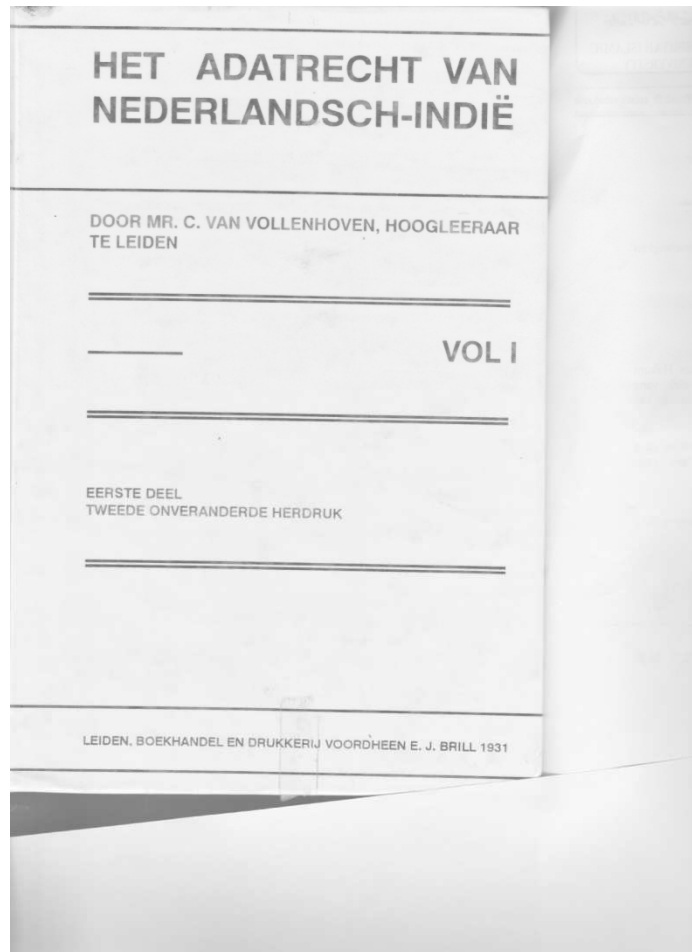 HET ADATRECHT VAN
NEDERLANDSCH-INDIË
DOOR MR. C. VAN VOLLENHOVEN, HOOGLEERAAR
TE LEIDEN
VOL I
EERSTE DEEL
TWEEDE ONVERANDERDE HERDRUK
LEIDEN, BOEKHANDEL EN DRUKKERIJ VOORDHEEN E. J. BRILL 1931